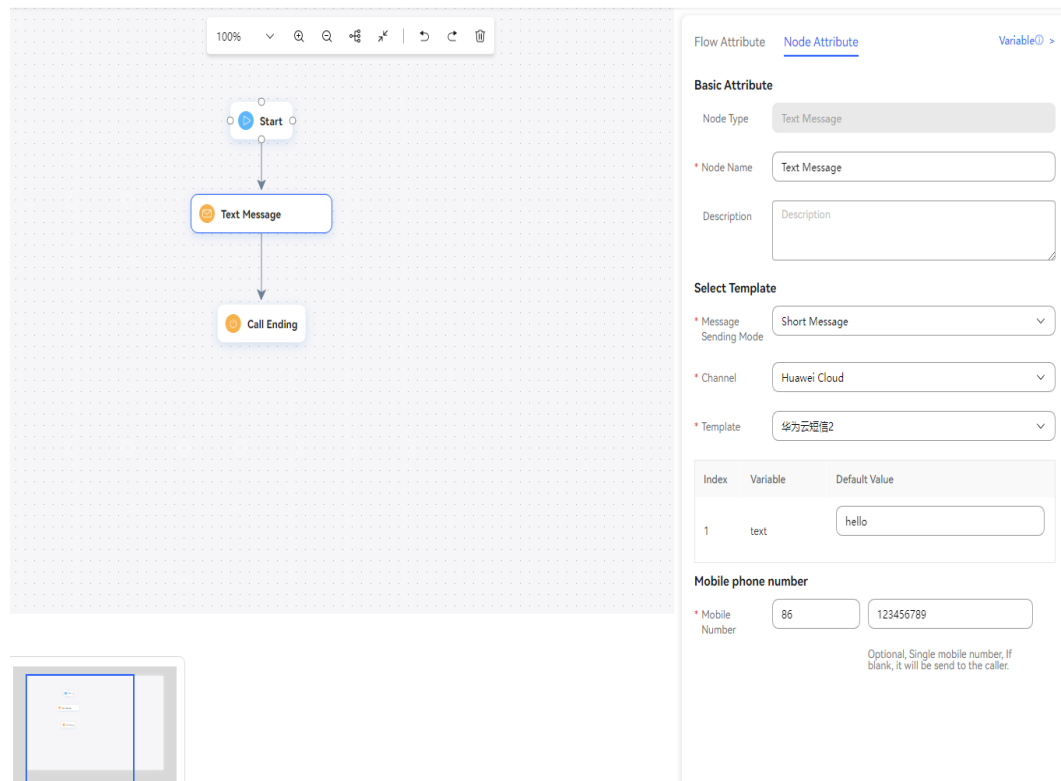 100%
Start
Text Message
Call Ending
Flow Attribute Node Attribute Variable >
Basic Attribute
Node Type Text Message
* Node Name Text Message
Description Description
Select Template
* Message Sending Mode Short Message
* Channel Huawei Cloud
* Template 华为云短信2
Index Variable Default Value
1 text hello
Mobile phone number
* Mobile Number 86 123456789
Optional, Single mobile number, If
blank, it will be send to the caller.